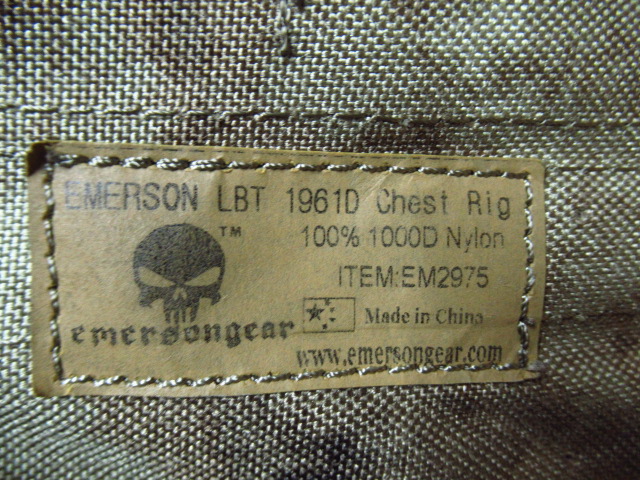 EMERSON LBT 1961D Chest Rig
TM
100% 1000D Nylon
ITEM:EM2975
emersongear
Made in China
www.emersongear.com